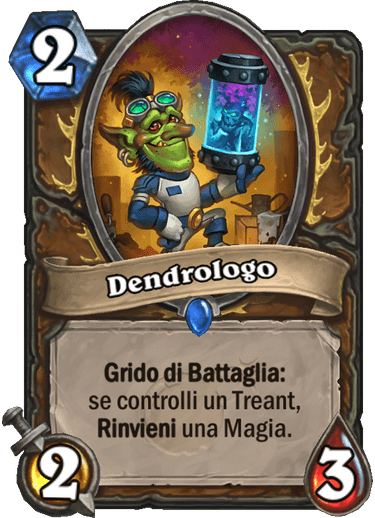 2
Dendrologo
Grido di Battaglia:
se controlli un Treant,
Rinvieni una Magia.
2
3